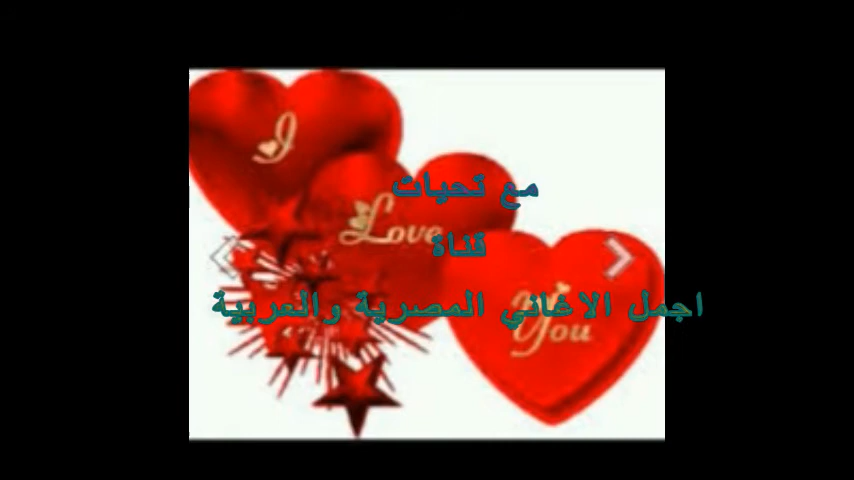 I
Love
You
مع تحيات
قناة
اجمل الاغاني المصرية والعربية